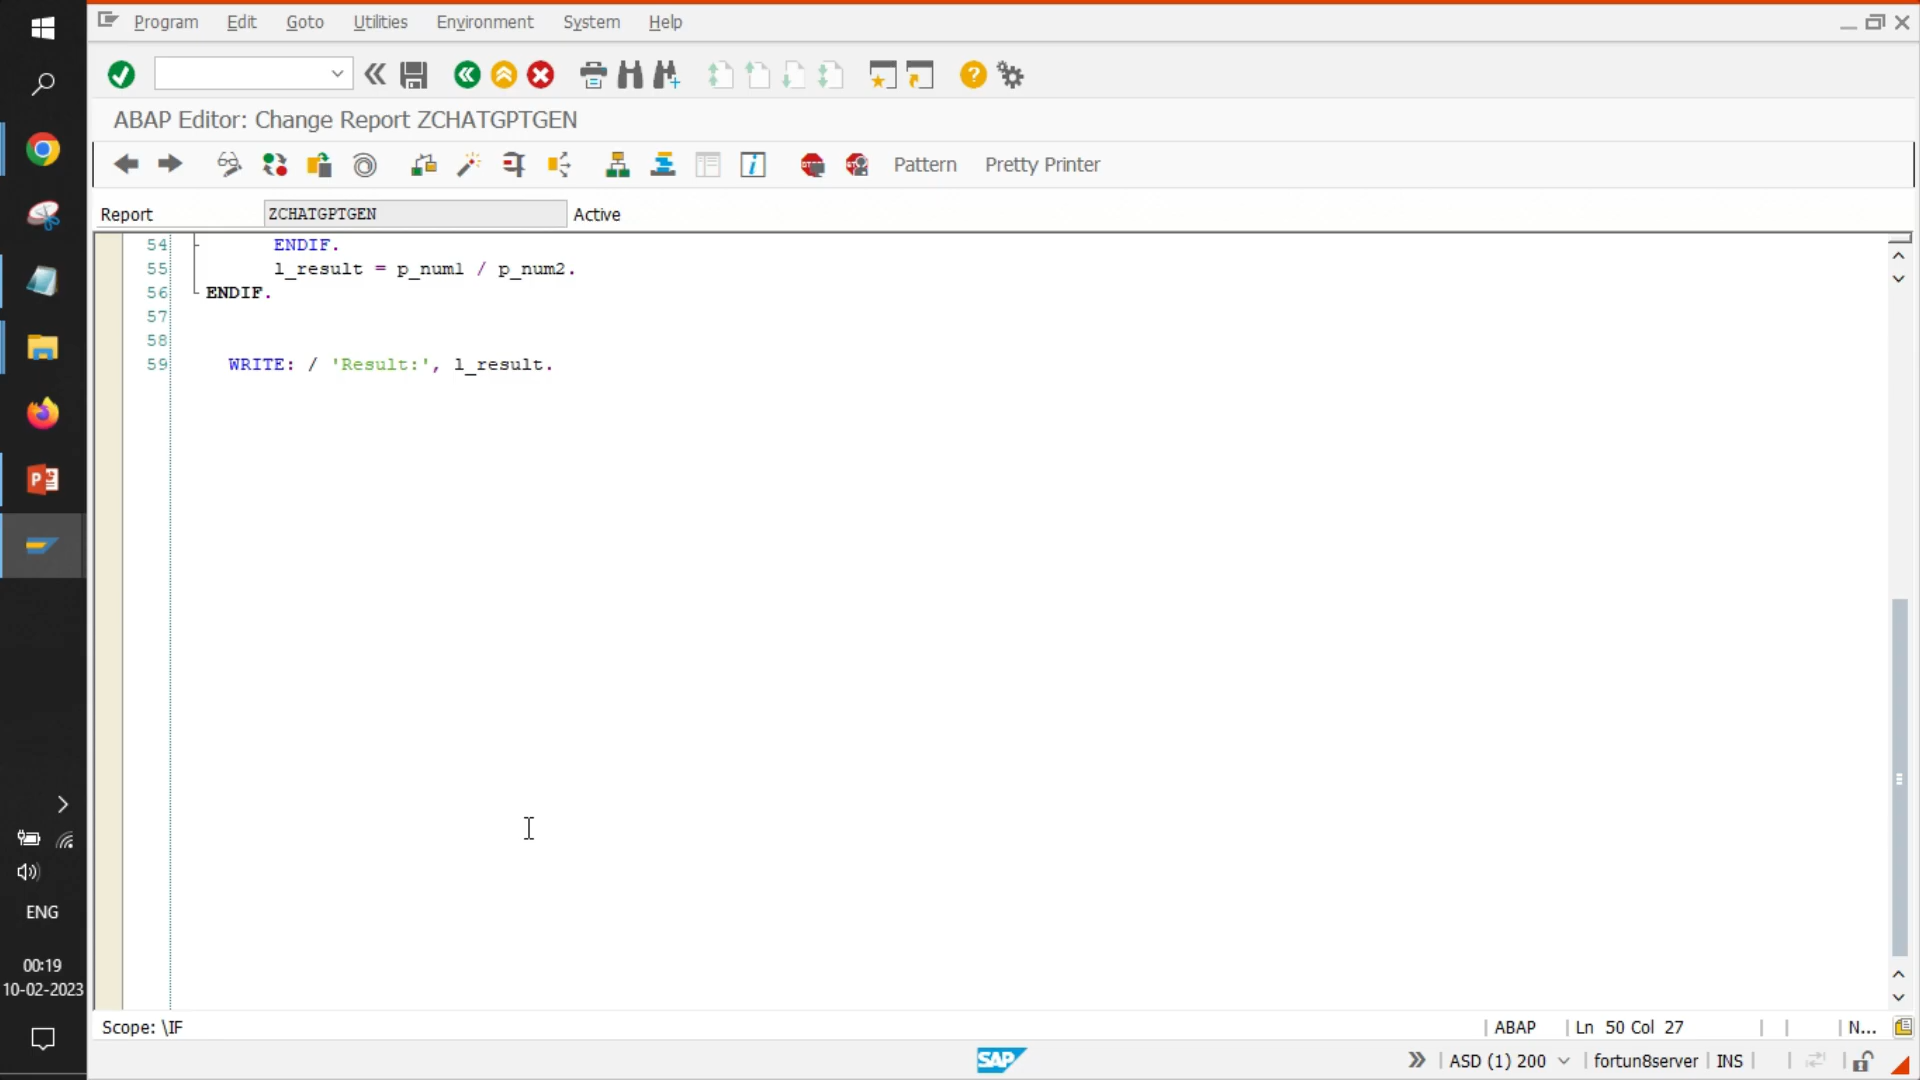 Program Edit Goto Utilities Environment System Help
ABAP Editor: Change Report ZCHATGPTGEN
Pattern Pretty Printer
Report ZCHATGPTGEN Active
54 ENDIF.
55 l_result = p_num1 / p_num2.
56 ENDIF.
57
58
59 WRITE: / 'Result:', l_result.
ENG
00:19
10-02-2023
Scope: \IF
ABAP Ln 50 Col 27 N...
SAP
ASD (1) 200 fortun8server INS